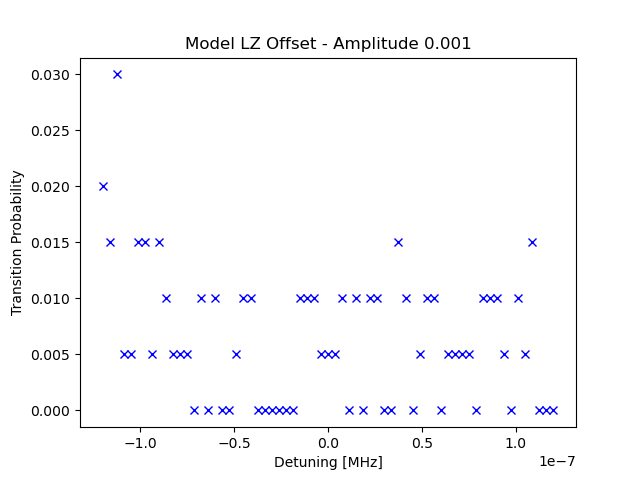 Model LZ Offset - Amplitude 0.001
0.030
0.025
0.020
0.015
0.010
0.005
0.000
Transition Probability
−1.0 −0.5 0.0 0.5 1.0
1e−7
Detuning [MHz]